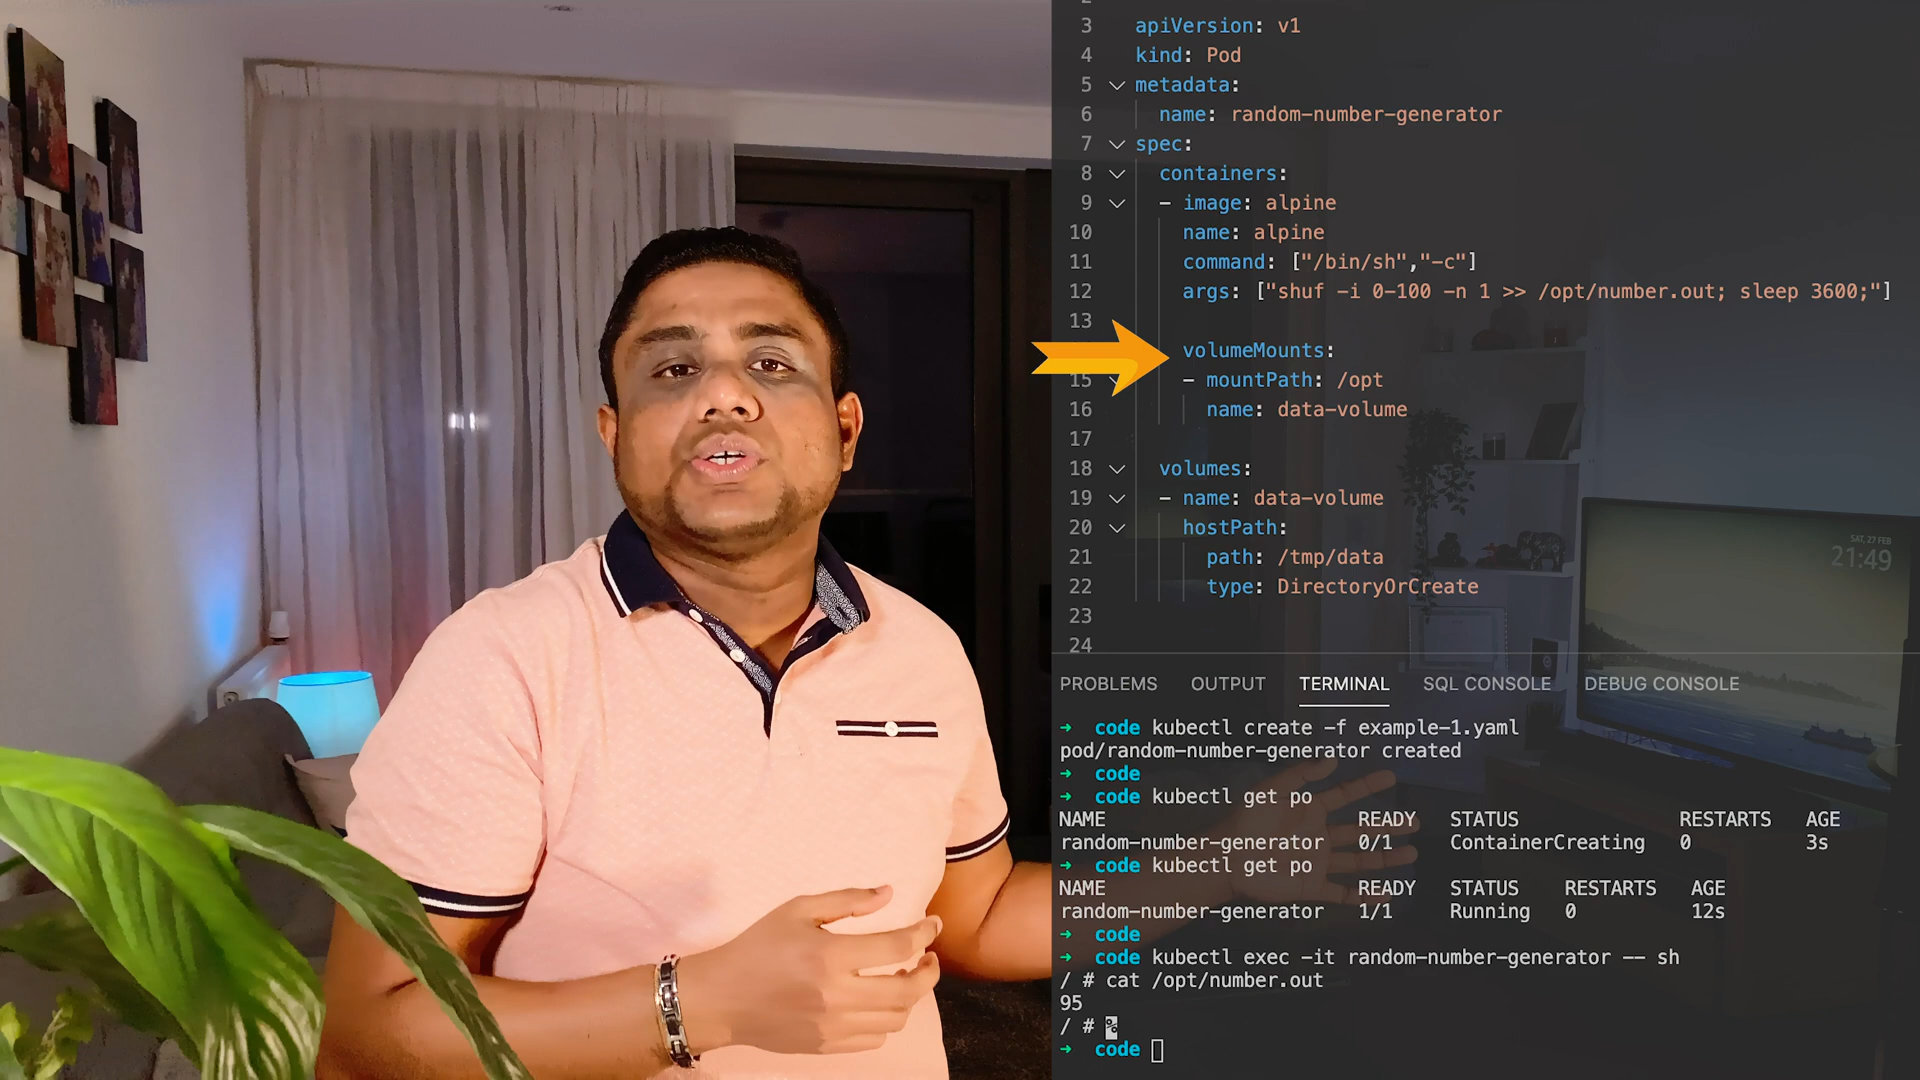 3 apiVersion: v1
4 kind: Pod
5 metadata:
6 name: random-number-generator
7 spec:
8 containers:
9 - image: alpine
10 name: alpine
11 command: ["/bin/sh","-c"]
12 args: ["shuf -i 0-100 -n 1 >> /opt/number.out; sleep 3600;"]
13
volumeMounts:
15 - mountPath: /opt
16 name: data-volume
17
18 volumes:
19 - name: data-volume
20 hostPath:
21 path: /tmp/data
22 type: DirectoryOrCreate
23
24
SAT, 27 FEB
21:49
PROBLEMS OUTPUT TERMINAL SQL CONSOLE DEBUG CONSOLE
➜ code kubectl create -f example-1.yaml
pod/random-number-generator created
➜ code
➜ code kubectl get po
NAME READY STATUS RESTARTS AGE
random-number-generator 0/1 ContainerCreating 0 3s
➜ code kubectl get po
NAME READY STATUS RESTARTS AGE
random-number-generator 1/1 Running 0 12s
➜ code
➜ code kubectl exec -it random-number-generator -- sh
/ # cat /opt/number.out
95
/ # %
➜ code